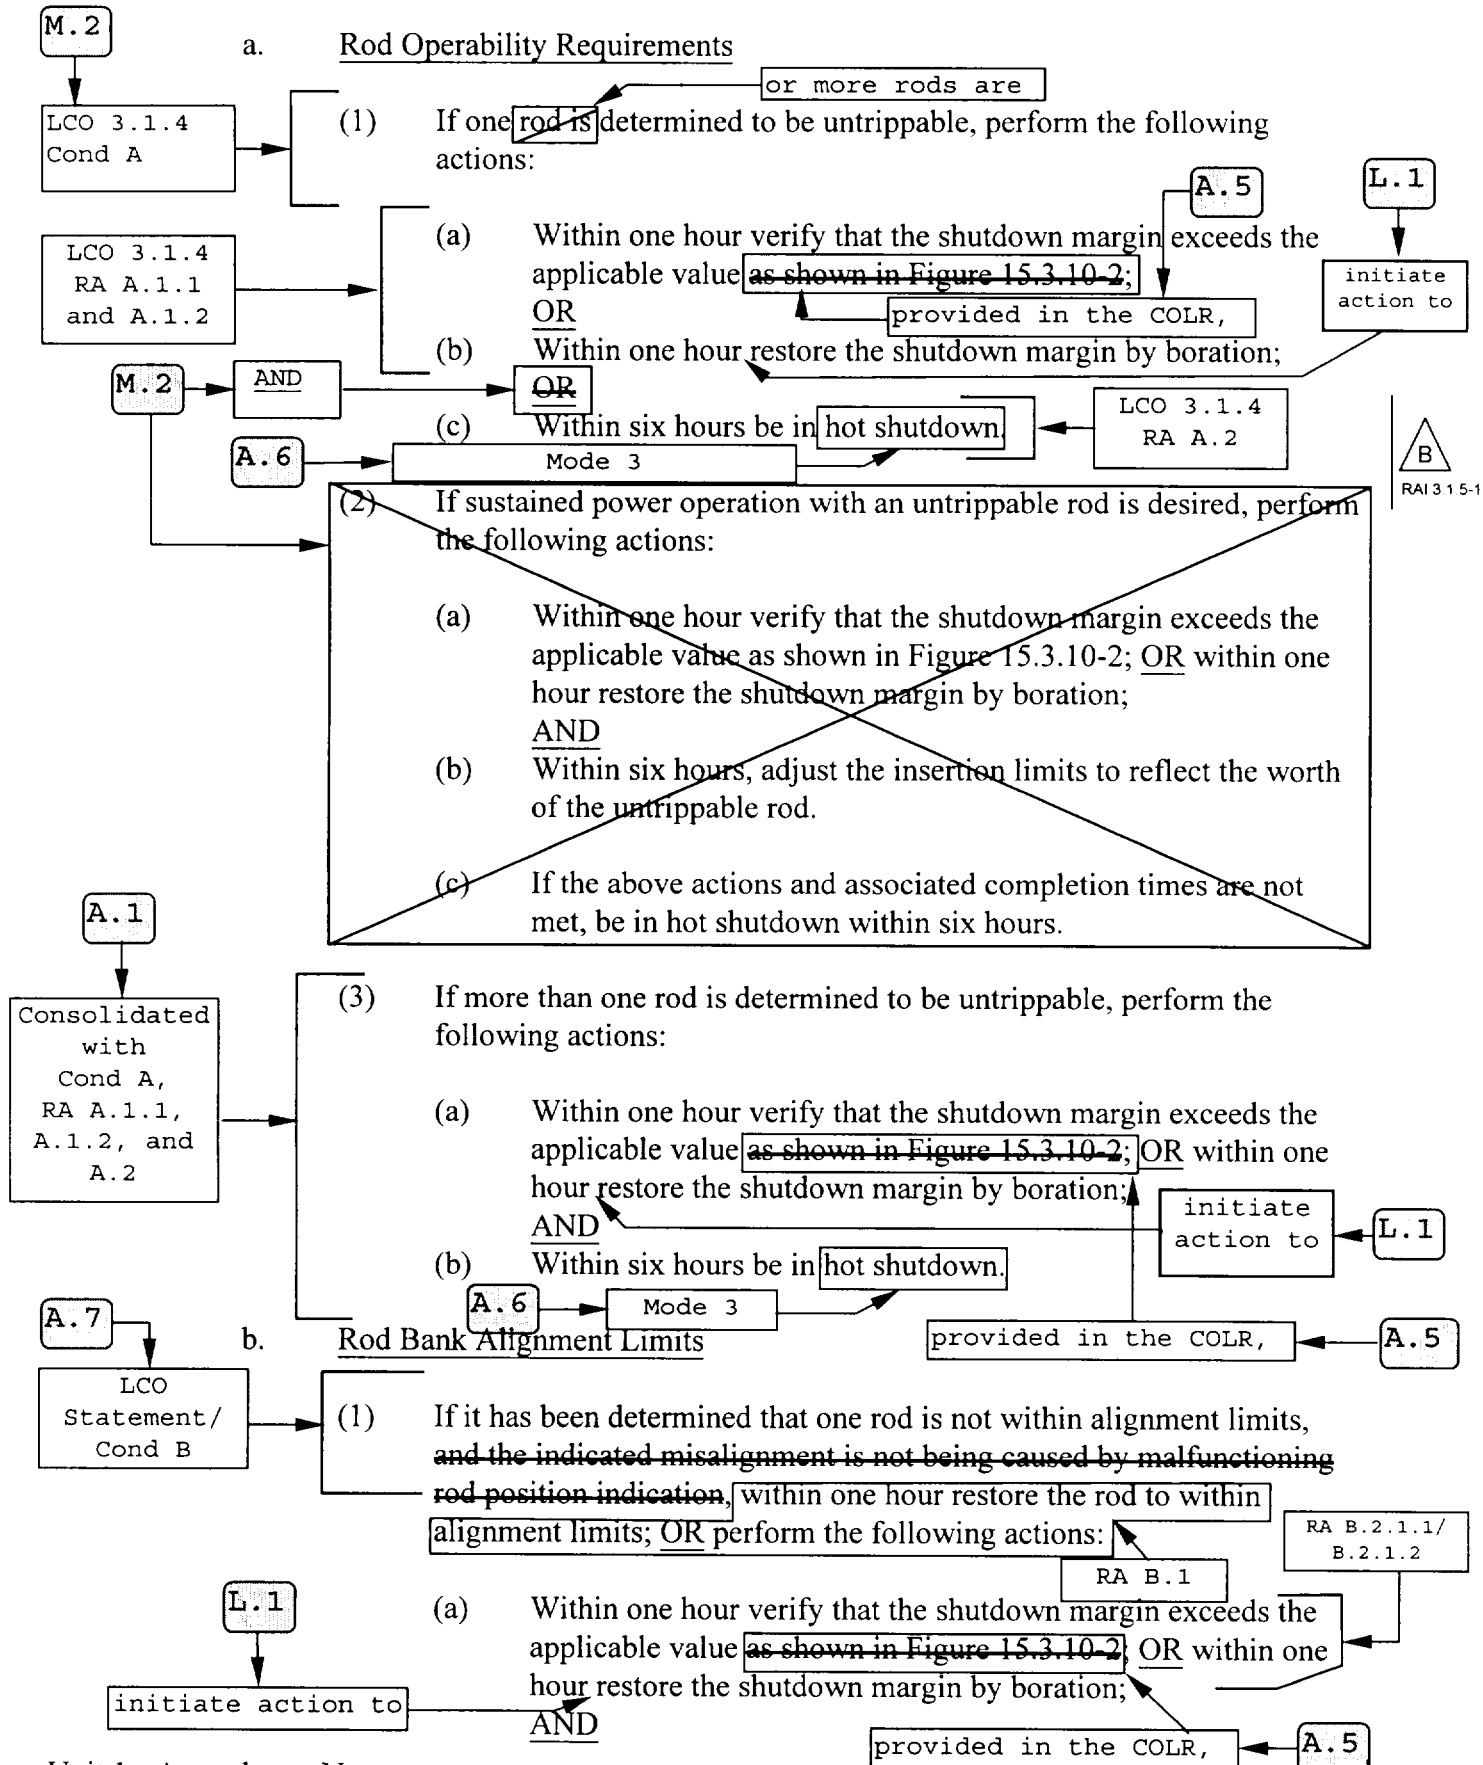 M.2
a. Rod Operability Requirements
or more rods are
LCO 3.1.4
Cond A
(1) If one rod is determined to be untrippable, perform the following
actions:
A.5
L.1
LCO 3.1.4
RA A.1.1
and A.1.2
(a) Within one hour verify that the shutdown margin exceeds the
applicable value as shown in Figure 15.3.10-2;
initiate
action to
OR
provided in the COLR,
(b) Within one hour restore the shutdown margin by boration;
M.2
AND
OR
(c) Within six hours be in hot shutdown.
LCO 3.1.4
RA A.2
B
RAI 3.1.5-1
A.6
Mode 3
(2) If sustained power operation with an untrippable rod is desired, perform
the following actions:
(a) Within one hour verify that the shutdown margin exceeds the
applicable value as shown in Figure 15.3.10-2; OR within one
hour restore the shutdown margin by boration;
AND
(b) Within six hours, adjust the insertion limits to reflect the worth
of the untrippable rod.
(c) If the above actions and associated completion times are not
met, be in hot shutdown within six hours.
A.1
Consolidated
with
Cond A,
RA A.1.1,
A.1.2, and
A.2
(3) If more than one rod is determined to be untrippable, perform the
following actions:
(a) Within one hour verify that the shutdown margin exceeds the
applicable value as shown in Figure 15.3.10-2; OR within one
hour restore the shutdown margin by boration;
AND
initiate
action to
L.1
(b) Within six hours be in hot shutdown.
A.6
Mode 3
A.7
b. Rod Bank Alignment Limits
provided in the COLR,
A.5
LCO
Statement/
Cond B
(1) If it has been determined that one rod is not within alignment limits,
and the indicated misalignment is not being caused by malfunctioning
rod position indication, within one hour restore the rod to within
alignment limits; OR perform the following actions:
RA B.1
RA B.2.1.1/
B.2.1.2
L.1
(a) Within one hour verify that the shutdown margin exceeds the
applicable value as shown in Figure 15.3.10-2; OR within one
hour restore the shutdown margin by boration;
initiate action to
AND
provided in the COLR,
A.5